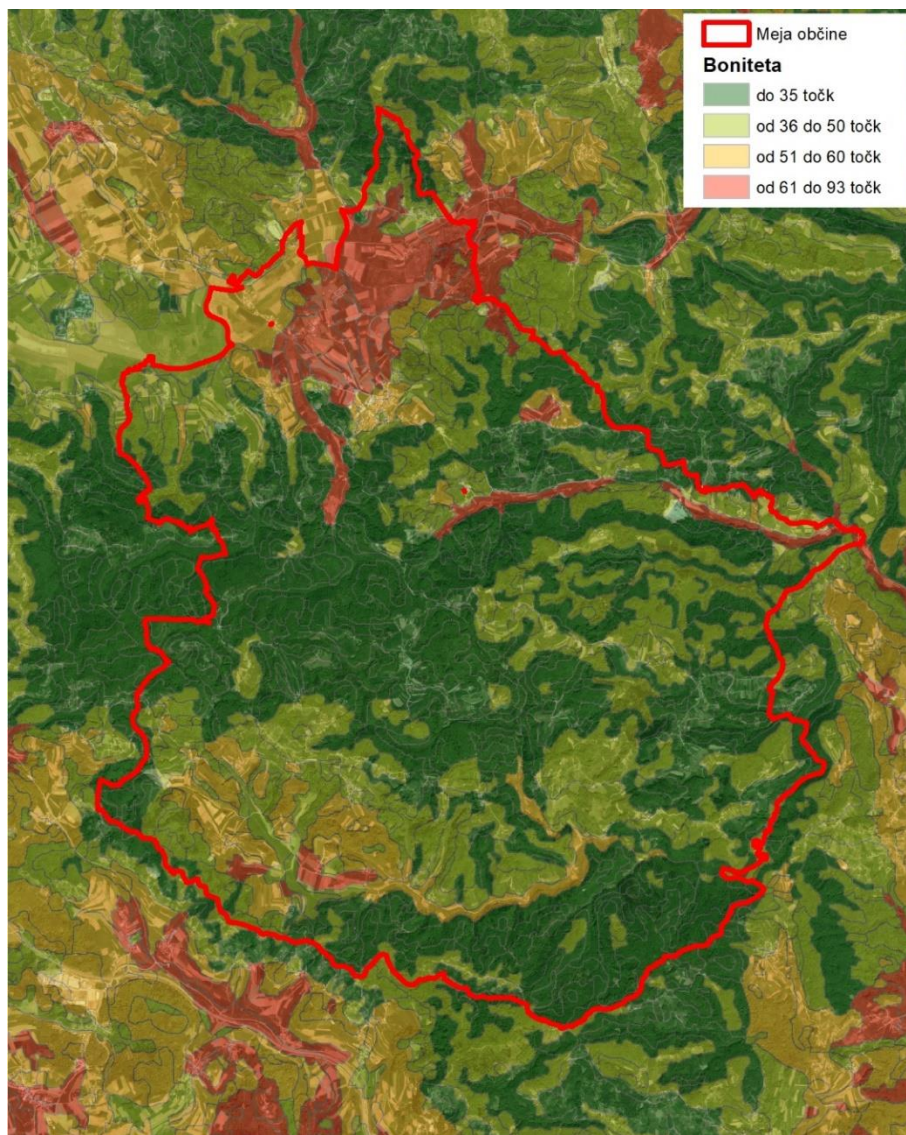 Meja občine
Boniteta
do 35 točk
od 36 do 50 točk
od 51 do 60 točk
od 61 do 93 točk